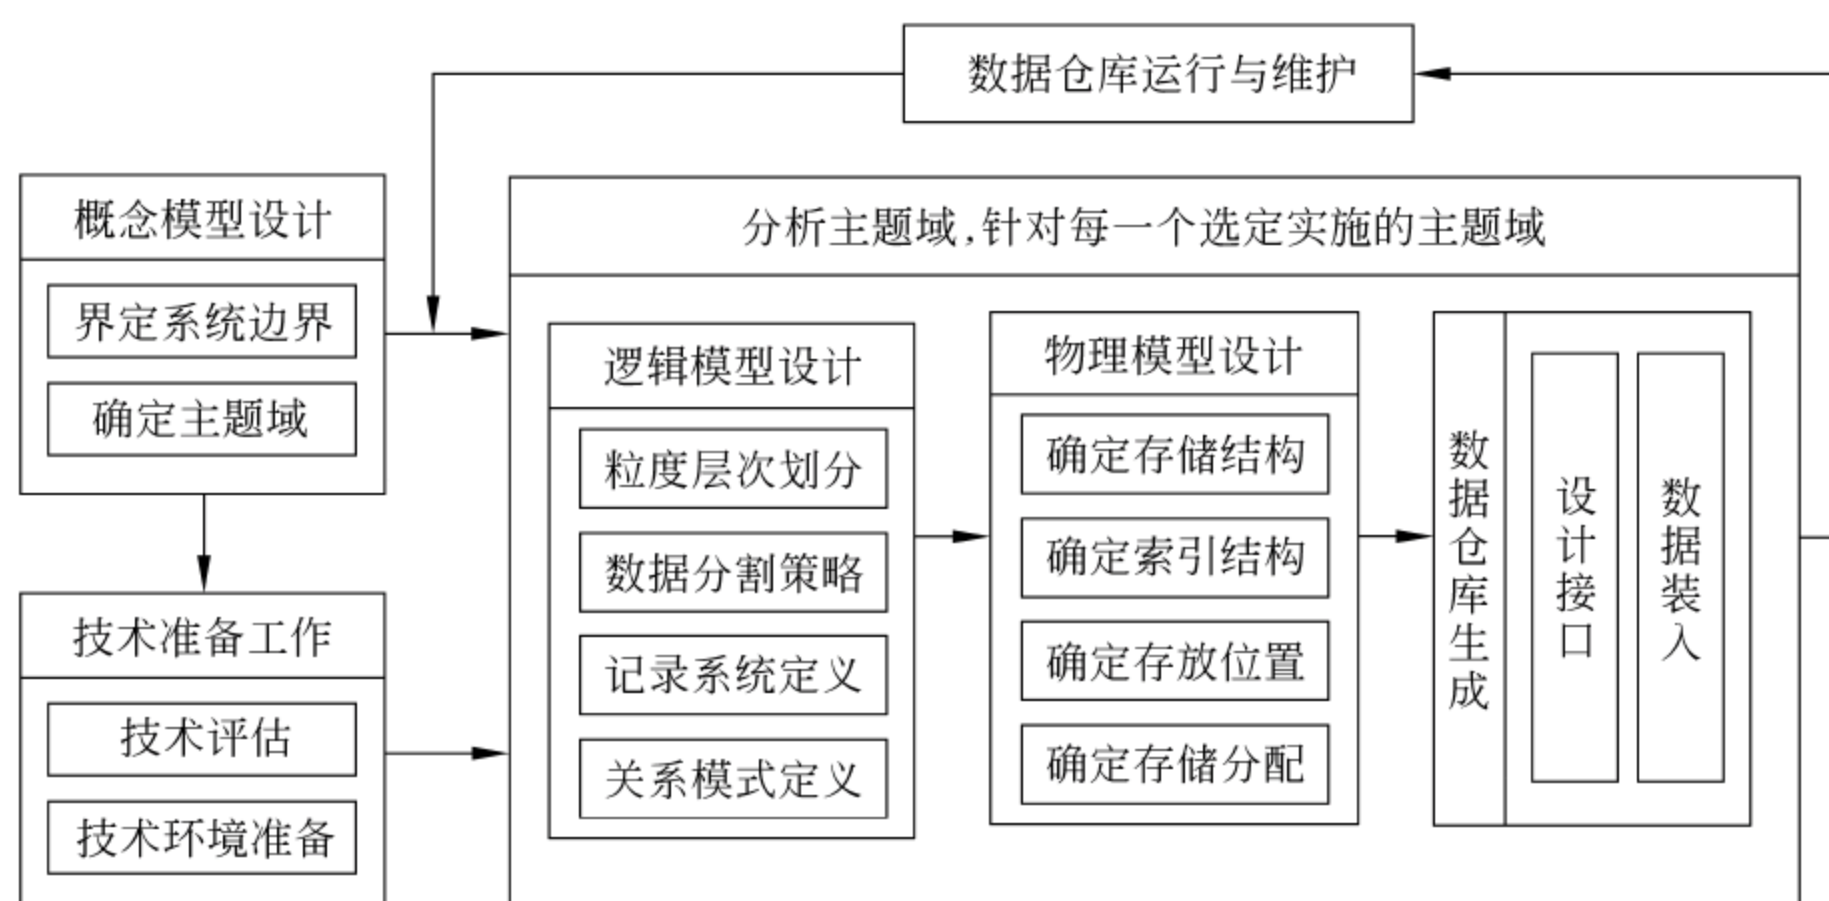 数据仓库运行与维护
概念模型设计
界定系统边界
确定主题域
技术准备工作
技术评估
技术环境准备
分析主题域,针对每一个选定实施的主题域
逻辑模型设计
粒度层次划分
数据分割策略
记录系统定义
关系模式定义
物理模型设计
确定存储结构
确定索引结构
确定存放位置
确定存储分配
数据仓库生成
设计接口
数据装入